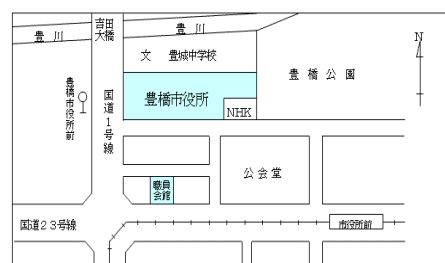 吉田
大橋
豊川
豊川
N
文 豊城中学校
豊橋公園
豊橋市役所前
国道1号線
豊橋市役所
NHK
公会堂
職員
会館
国道23号線
市役所前